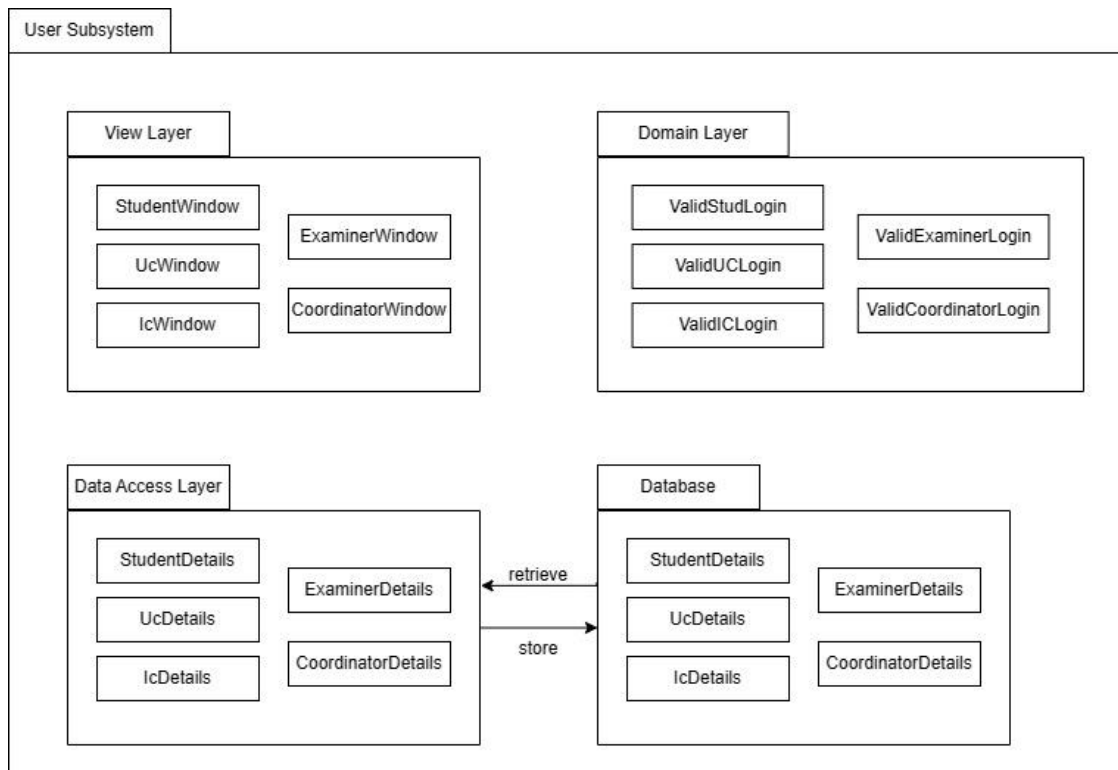 User Subsystem
View Layer
StudentWindow
UcWindow
IcWindow
ExaminerWindow
CoordinatorWindow
Domain Layer
ValidStudLogin
ValidUCLogin
ValidICLogin
ValidExaminerLogin
ValidCoordinatorLogin
Data Access Layer
StudentDetails
UcDetails
IcDetails
ExaminerDetails
CoordinatorDetails
retrieve
store
Database
StudentDetails
UcDetails
IcDetails
ExaminerDetails
CoordinatorDetails